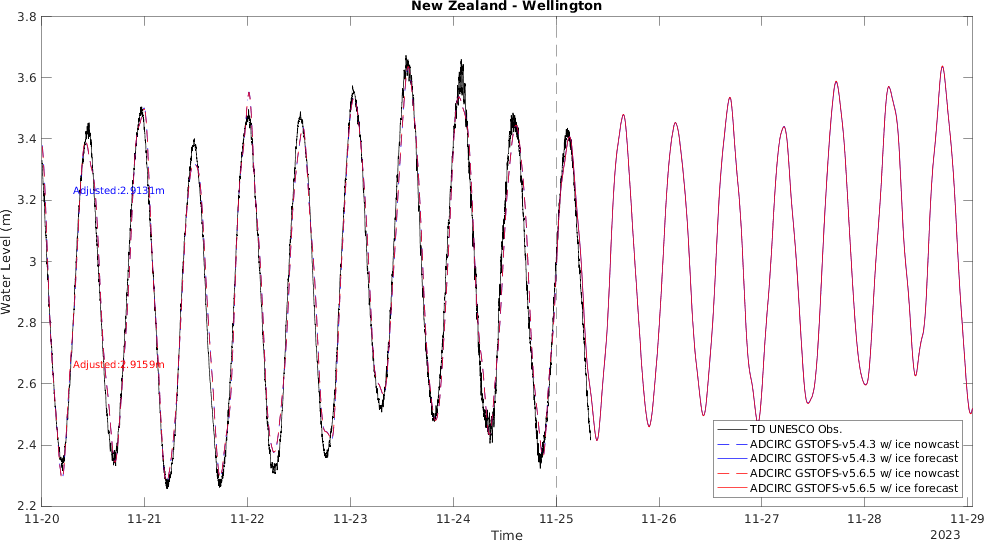 New Zealand - Wellington
3.8
3.6
3.4
3.2
3
2.8
2.6
2.4
2.2
Water Level (m)
Adjusted:2.9131m
Adjusted:2.9159m
TD UNESCO Obs.
ADCIRC GSTOFS-v5.4.3 w/ ice nowcast
ADCIRC GSTOFS-v5.4.3 w/ ice forecast
ADCIRC GSTOFS-v5.6.5 w/ ice nowcast
ADCIRC GSTOFS-v5.6.5 w/ ice forecast
11-20 11-21 11-22 11-23 11-24 11-25 11-26 11-27 11-28 11-29
Time
2023